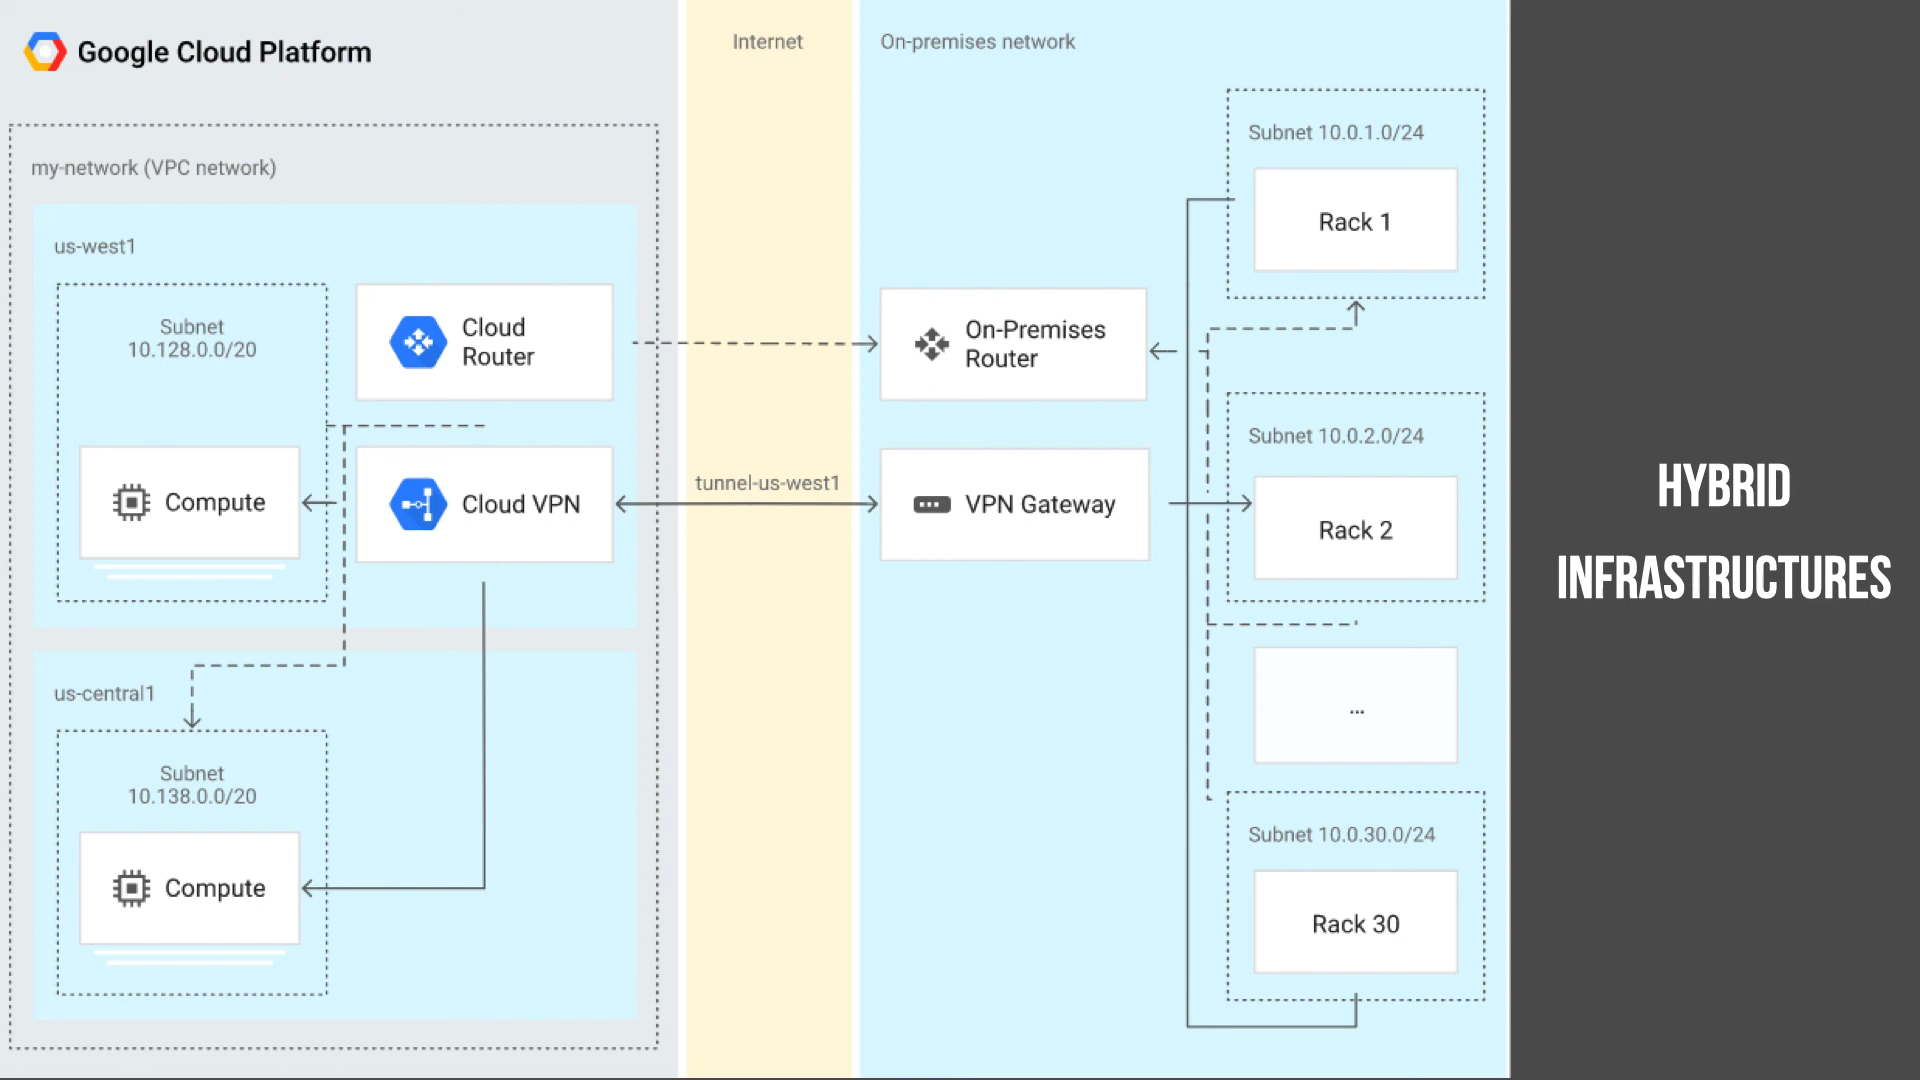 Google Cloud Platform
my-network (VPC network)
us-west1
Subnet
10.128.0.0/20
Compute
Cloud
Router
Cloud VPN
us-central1
Subnet
10.138.0.0/20
Compute
Internet
tunnel-us-west1
On-premises network
On-Premises
Router
VPN Gateway
Subnet 10.0.1.0/24
Rack 1
Subnet 10.0.2.0/24
Rack 2
...
Subnet 10.0.30.0/24
Rack 30
HYBRID
INFRASTRUCTURES